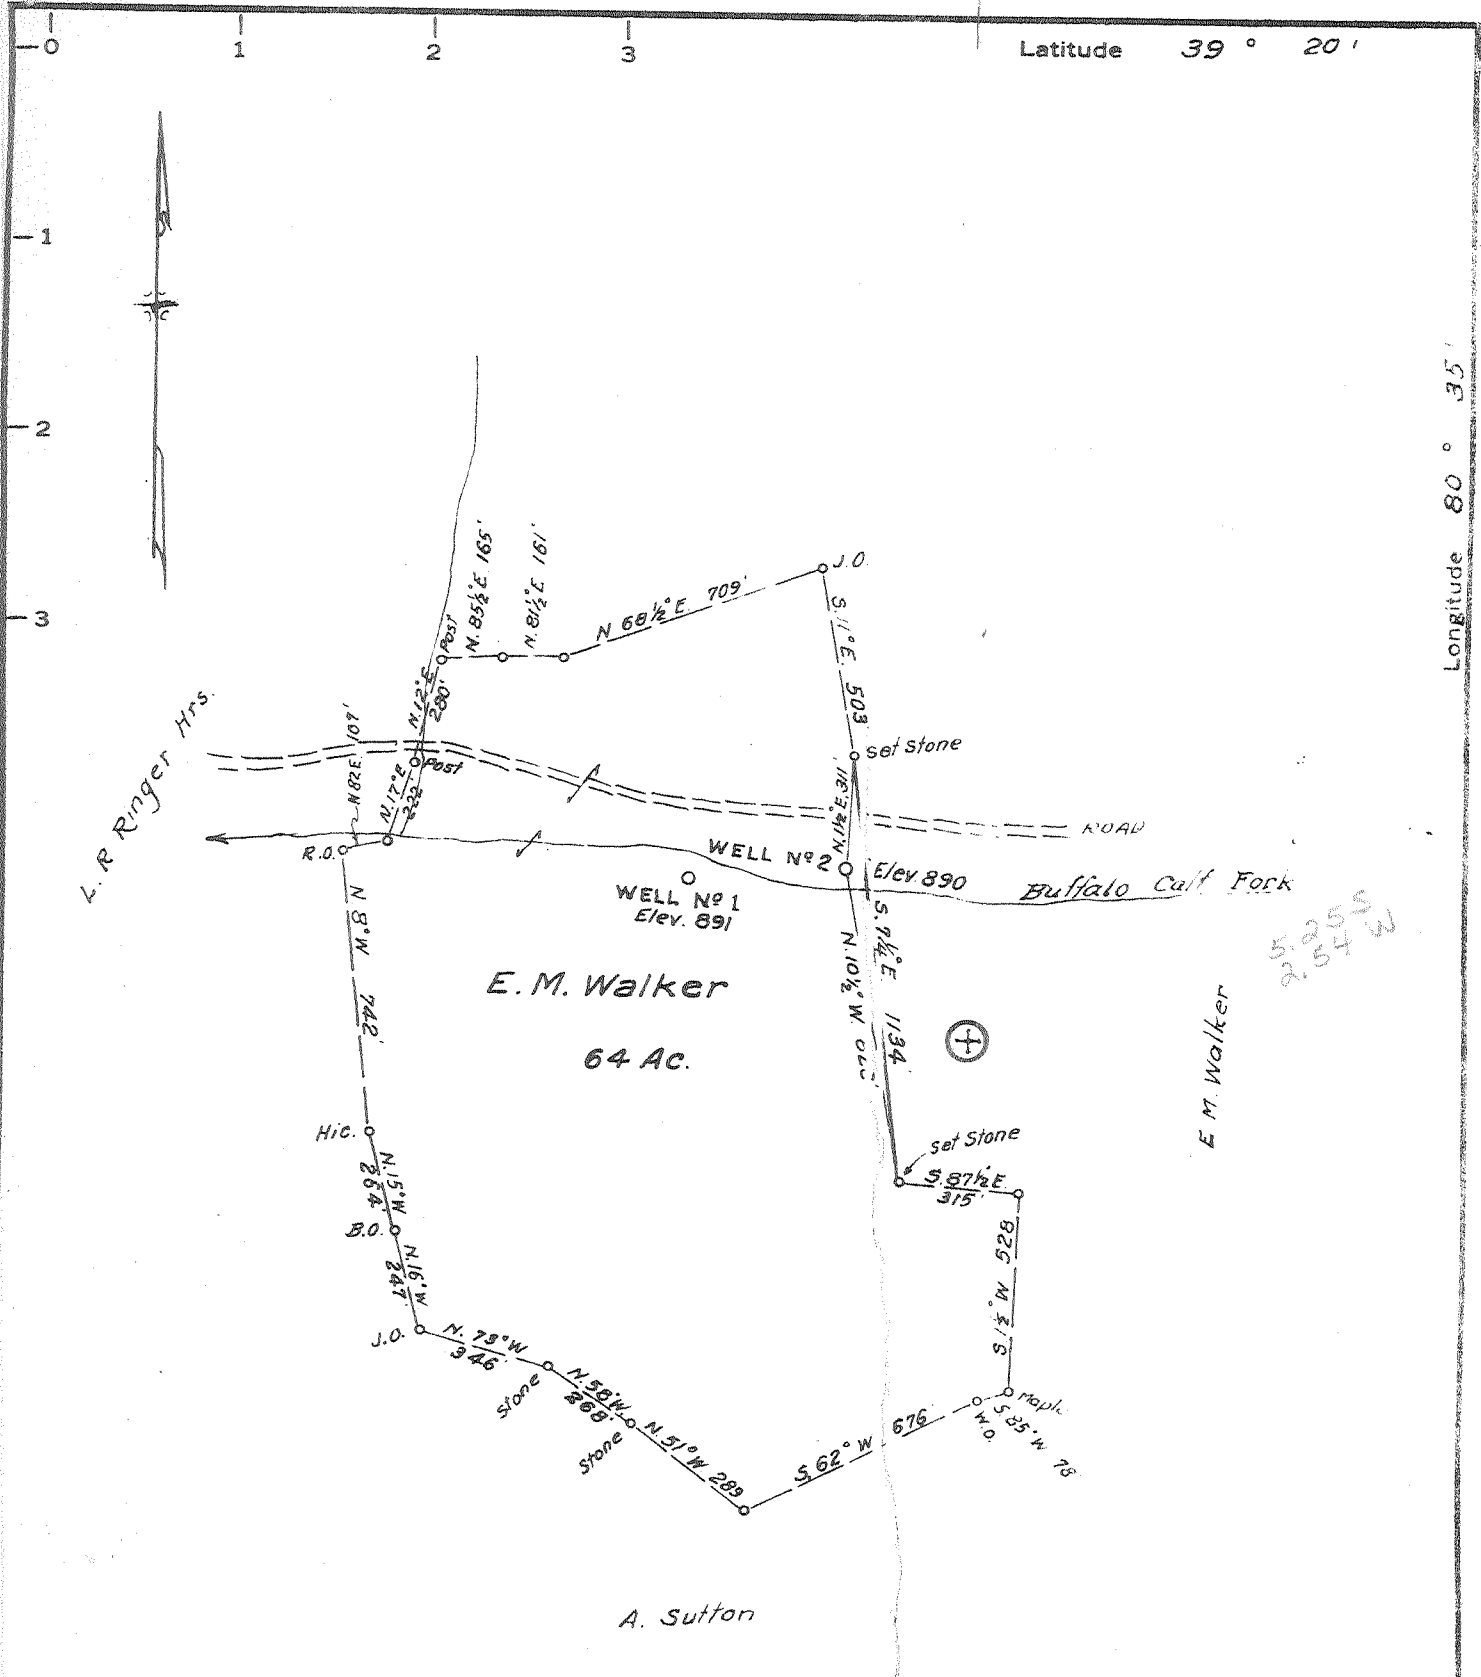 0 1 2 3
Latitude 39 ° 20 '
1
2
3
Longitude 80 ° 35 '
J.O.
N. 85½° E. 165'
N. 81½° E. 161'
N 68½° E. 709'
S. 11° E. 503
Post
N. 12° E
280'
Set Stone
L. R Ringer Hrs.
N 82 E. 109'
Post
N. 17° E
222'
ROAD
R.O.
WELL Nº 2
Elev. 890
Buffalo Calf Fork
WELL Nº 1
Elev. 891
5.25 S
2.54 W
N 8° W 742'
S. 7¼° E 1134
N. 10½° W
E. M. Walker
64 Ac.
E M. Walker
Hic.
Set Stone
N. 15° W
264'
S. 87½ E.
315'
B.O.
N. 16° W
247'
S 1½° W 528
J.O.
N. 73° W
346'
Stone
N. 58° W.
268'
Stone
N. 51° W 289
S. 62° W 676
W.O.
Maple
S. 85° W 78
A. Sutton